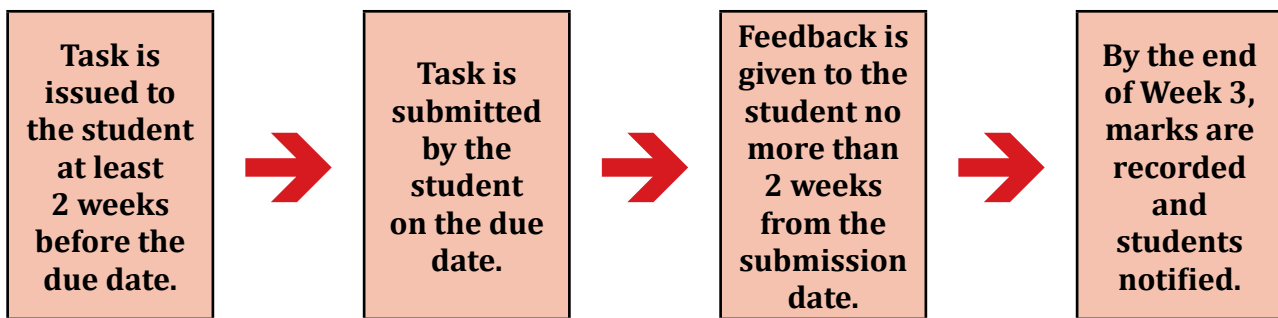 Task is
issued to
the student
at least
2 weeks
before the
due date.
Task is
submitted
by the
student
on the due
date.
Feedback is
given to the
student no
more than
2 weeks
from the
submission
date.
By the end
of Week 3,
marks are
recorded
and
students
notified.